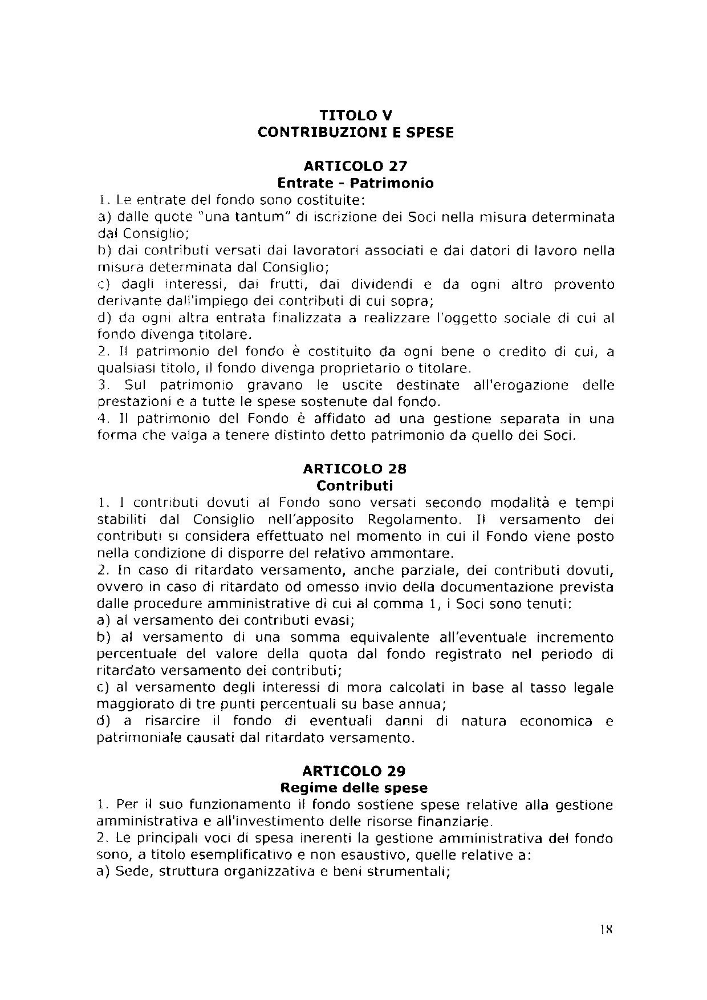 TITOLO V
CONTRIBUZIONI E SPESE
ARTICOLO 27
Entrate - Patrimonio
1. Le entrate del fondo sono costituite:
a) dalle quote "una tantum" di iscrizione dei Soci nella misura determinata
dal Consiglio;
b) dai contributi versati dai lavoratori associati e dai datori di lavoro nella
misura determinata dal Consiglio;
c) dagli interessi, dai frutti, dai dividendi e da ogni altro provento
derivante dall'impiego dei contributi di cui sopra;
d) da ogni altra entrata finalizzata a realizzare l'oggetto sociale di cui al
fondo divenga titolare.
2. Il patrimonio del fondo è costituito da ogni bene o credito di cui, a
qualsiasi titolo, il fondo divenga proprietario o titolare.
3. Sul patrimonio gravano le uscite destinate all'erogazione delle
prestazioni e a tutte le spese sostenute dal fondo.
4. Il patrimonio del Fondo è affidato ad una gestione separata in una
forma che valga a tenere distinto detto patrimonio da quello dei Soci.
ARTICOLO 28
Contributi
1. I contributi dovuti al Fondo sono versati secondo modalità e tempi
stabiliti dal Consiglio nell'apposito Regolamento. Il versamento dei
contributi si considera effettuato nel momento in cui il Fondo viene posto
nella condizione di disporre del relativo ammontare.
2. In caso di ritardato versamento, anche parziale, dei contributi dovuti,
ovvero in caso di ritardato od omesso invio della documentazione prevista
dalle procedure amministrative di cui al comma 1, i Soci sono tenuti:
a) al versamento dei contributi evasi;
b) al versamento di una somma equivalente all'eventuale incremento
percentuale del valore della quota dal fondo registrato nel periodo di
ritardato versamento dei contributi;
c) al versamento degli interessi di mora calcolati in base al tasso legale
maggiorato di tre punti percentuali su base annua;
d) a risarcire il fondo di eventuali danni di natura economica e
patrimoniale causati dal ritardato versamento.
ARTICOLO 29
Regime delle spese
1. Per il suo funzionamento il fondo sostiene spese relative alla gestione
amministrativa e all'investimento delle risorse finanziarie.
2. Le principali voci di spesa inerenti la gestione amministrativa del fondo
sono, a titolo esemplificativo e non esaustivo, quelle relative a:
a) Sede, struttura organizzativa e beni strumentali;
18